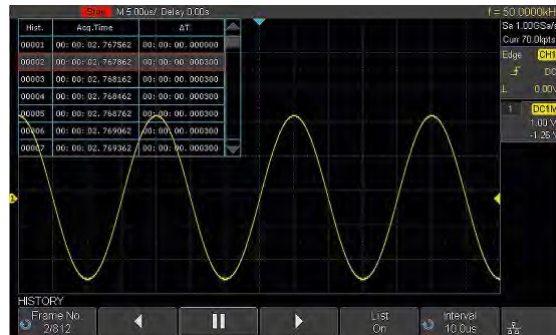 Stop M 5.00us/ Delay 0.00s f = 50.0000kH
Sa 1.00GSa/s
Curr 70.0kpts
Edge CH1
DC
L 0.00V
1 DC1M
1.00 V
-1.26 V
Hist. Acq.Time ΔT
00001 00: 00: 02. 767562 00: 00: 00. 000000
00002 00: 00: 02. 767862 00: 00: 00. 000300
00003 00: 00: 02. 768162 00: 00: 00. 000300
00004 00: 00: 02. 768462 00: 00: 00. 000300
00005 00: 00: 02. 768762 00: 00: 00. 000300
00006 00: 00: 02. 769062 00: 00: 00. 000300
00007 00: 00: 02. 769362 00: 00: 00. 000300
HISTORY
Frame No. 2/812
List On
Interval 10.0us